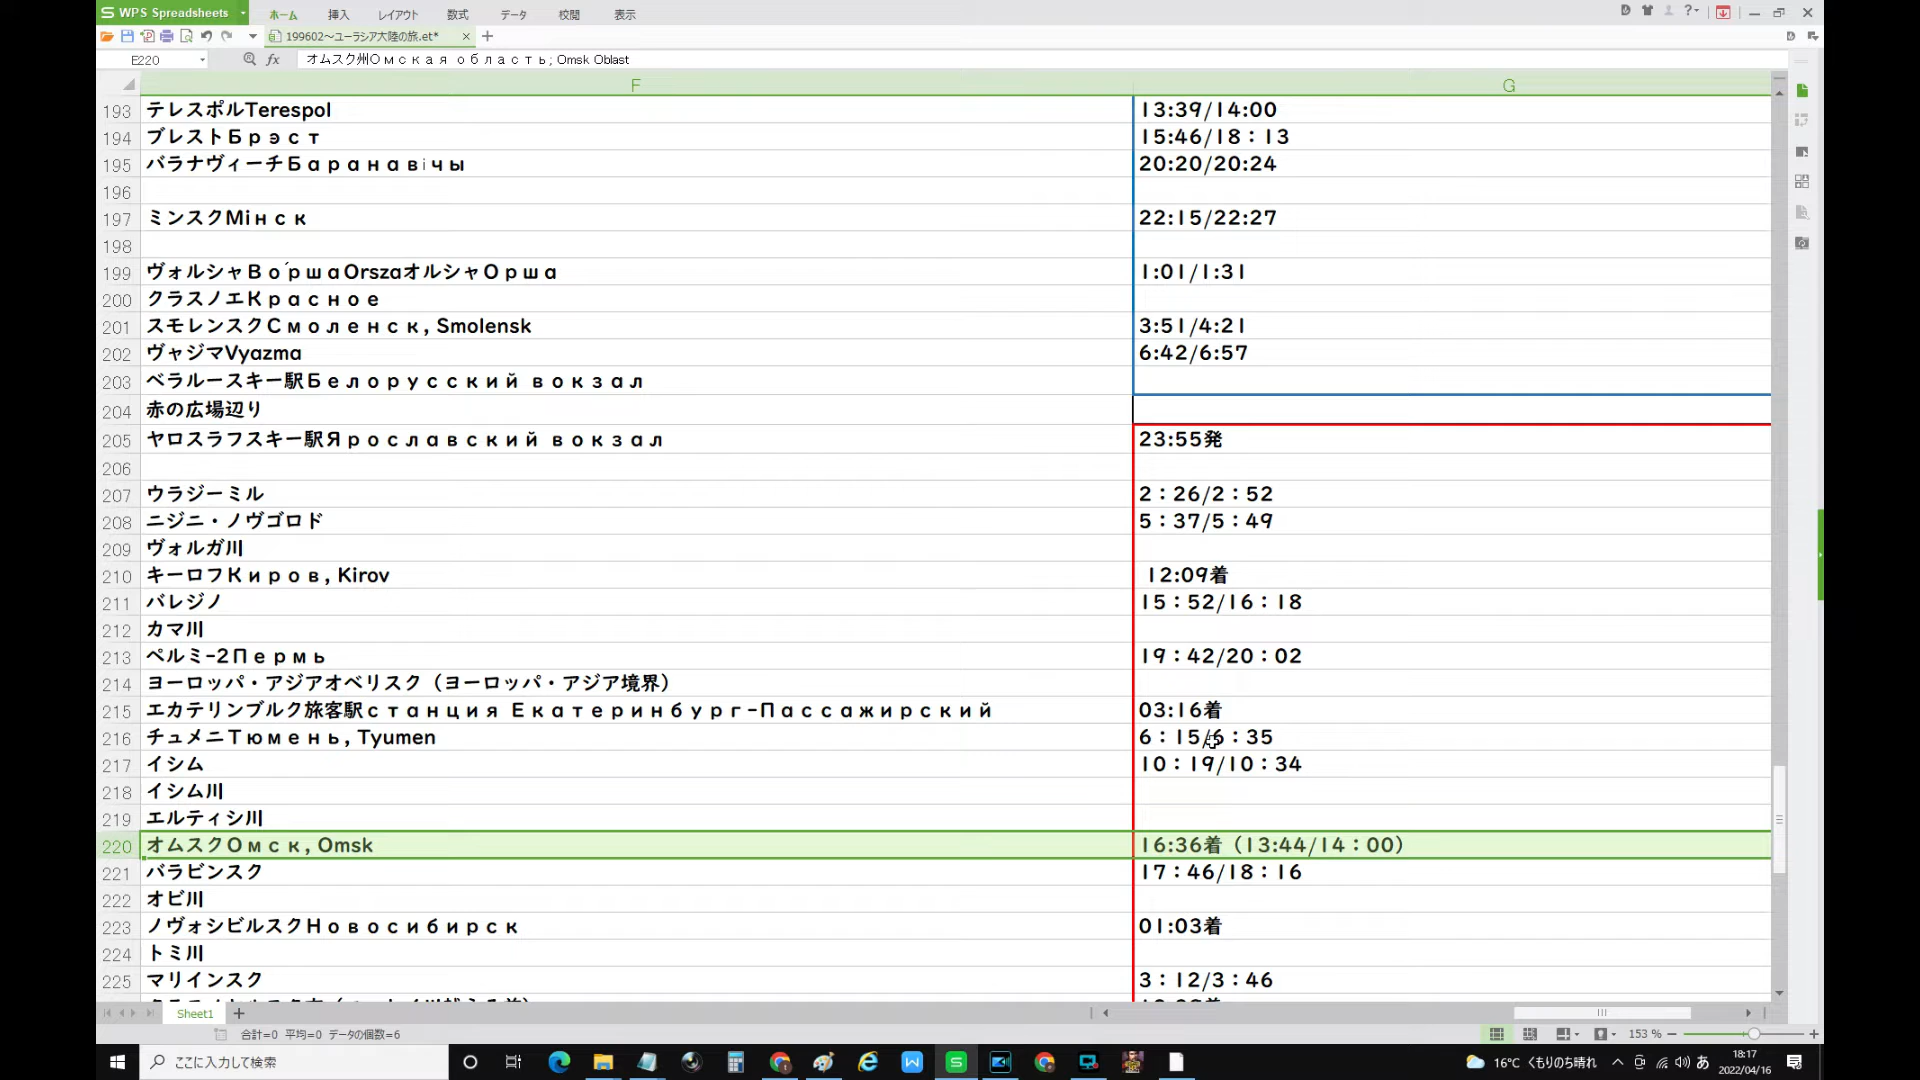 WPS Spreadsheets
ホーム 挿入 レイアウト 数式 データ 校閲 表示
199602～ユーラシア大陸の旅.et*
E220 fx オムスク州Омская область; Omsk Oblast
F G
193 テレスポルTerespol 13:39/14:00
194 ブレストБрэст 15:46/18：13
195 バラナヴィーチБаранавiчы 20:20/20:24
196
197 ミンスクМiнск 22:15/22:27
198
199 ヴォルシャВо́ршаOrszaオルシャОрша 1:01/1:31
200 クラスノエКрасное
201 スモレンスクСмоленск, Smolensk 3:51/4:21
202 ヴャジマVyazma 6:42/6:57
203 ベラルースキー駅Белорусский вокзал
204 赤の広場辺り
205 ヤロスラフスキー駅Ярославский вокзал 23:55発
206
207 ウラジーミル 2：26/2：52
208 ニジニ・ノヴゴロド 5：37/5：49
209 ヴォルガ川
210 キーロフКиров, Kirov 12:09着
211 バレジノ 15：52/16：18
212 カマ川
213 ペルミ-2Пермь 19：42/20：02
214 ヨーロッパ・アジアオベリスク（ヨーロッパ・アジア境界）
215 エカテリンブルク旅客駅станция Екатеринбург-Пассажирский 03:16着
216 チュメニТюмень, Tyumen 6：15/6：35
217 イシム 10：19/10：34
218 イシム川
219 エルティシ川
220 オムスクОмск, Omsk 16:36着（13:44/14：00）
221 バラビンスク 17：46/18：16
222 オビ川
223 ノヴォシビルスクНовосибирск 01:03着
224 トミ川
225 マリインスク 3：12/3：46
Sheet1
合計=0 平均=0 データの個数=6 153 %
ここに入力して検索 16°C くもりのち晴れ あ 18:17
2022/04/16